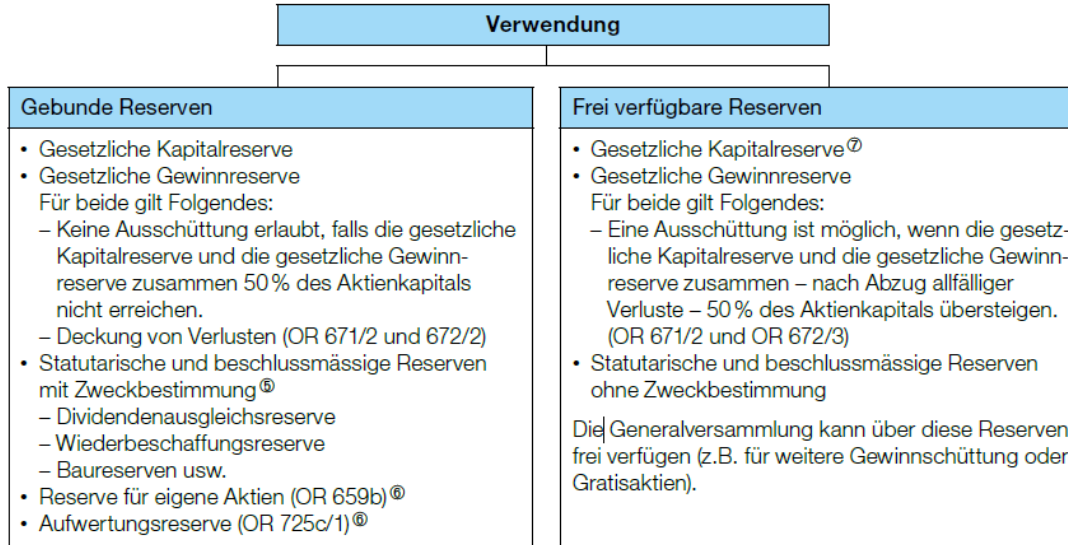 Verwendung
Gebunde Reserven
• Gesetzliche Kapitalreserve
• Gesetzliche Gewinnreserve
Für beide gilt Folgendes:
– Keine Ausschüttung erlaubt, falls die gesetzliche
Kapitalreserve und die gesetzliche Gewinn-
reserve zusammen 50 % des Aktienkapitals
nicht erreichen.
– Deckung von Verlusten (OR 671/2 und 672/2)
• Statutarische und beschlussmässige Reserven
mit Zweckbestimmung⑤
– Dividendenausgleichsreserve
– Wiederbeschaffungsreserve
– Baureserven usw.
• Reserve für eigene Aktien (OR 659b)⑥
• Aufwertungsreserve (OR 725c/1)⑥
Frei verfügbare Reserven
• Gesetzliche Kapitalreserve⑦
• Gesetzliche Gewinnreserve
Für beide gilt Folgendes:
– Eine Ausschüttung ist möglich, wenn die gesetz-
liche Kapitalreserve und die gesetzliche Gewinn-
reserve zusammen – nach Abzug allfälliger
Verluste – 50 % des Aktienkapitals übersteigen.
(OR 671/2 und OR 672/3)
• Statutarische und beschlussmässige Reserven
ohne Zweckbestimmung
Die Generalversammlung kann über diese Reserven
frei verfügen (z.B. für weitere Gewinnschüttung oder
Gratisaktien).